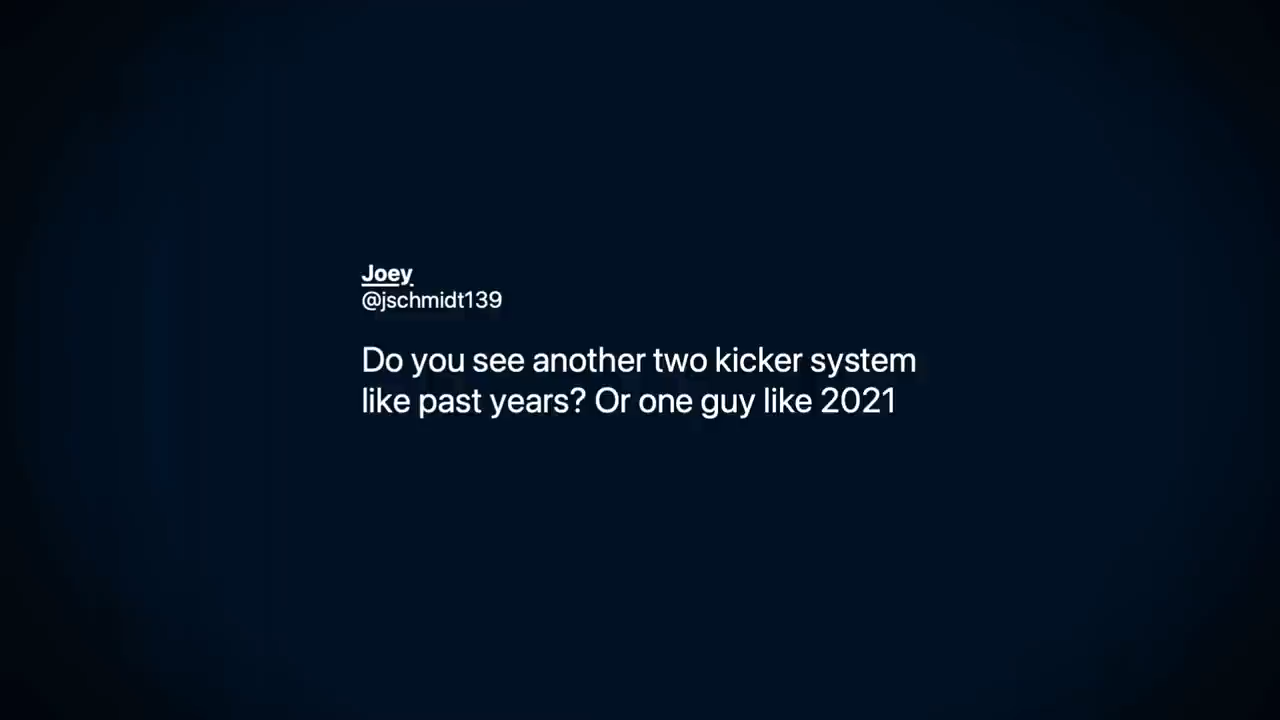 Joey
@jschmidt139
Do you see another two kicker system
like past years? Or one guy like 2021